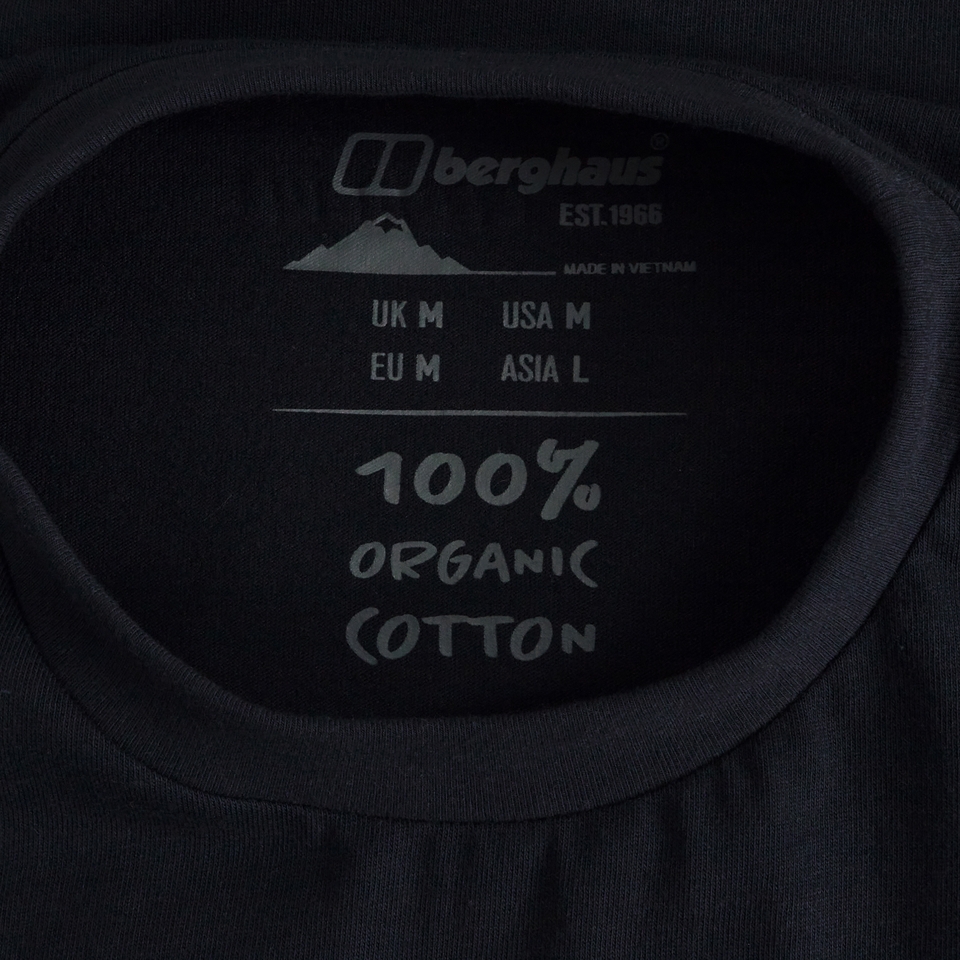 berghaus®
EST.1966
MADE IN VIETNAM
UK M USA M
EU M ASIA L
100%
ORGANIC
COTTON